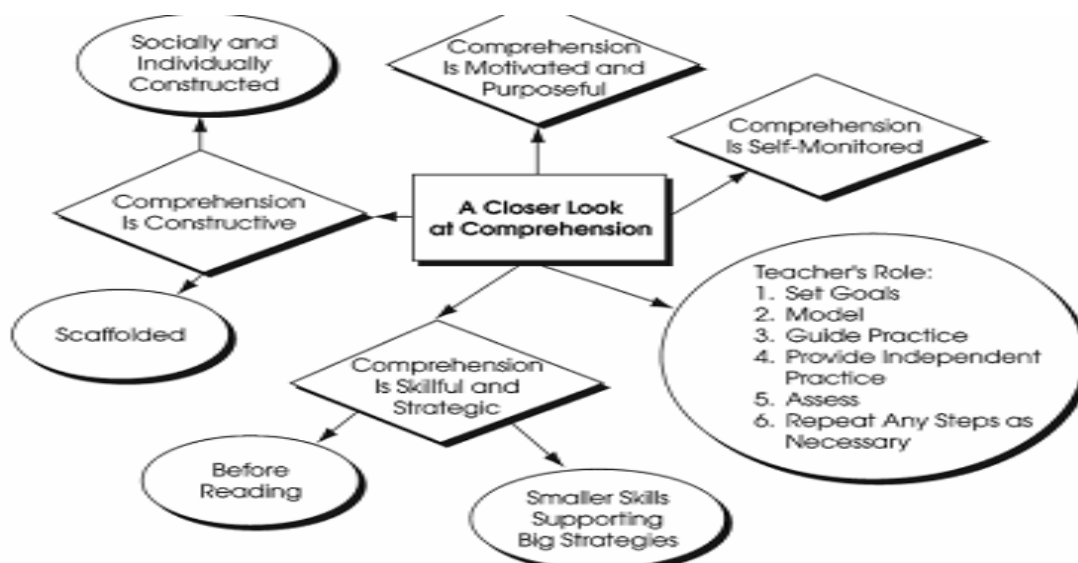 Socially and
Individually
Constructed
Comprehension
Is Motivated and
Purposeful
Comprehension
Is Self-Monitored
Comprehension
Is Constructive
A Closer Look
at Comprehension
Scaffolded
Teacher's Role:
1. Set Goals
2. Model
3. Guide Practice
4. Provide Independent
Practice
5. Assess
6. Repeat Any Steps as
Necessary
Comprehension
Is Skillful and
Strategic
Before
Reading
Smaller Skills
Supporting
Big Strategies